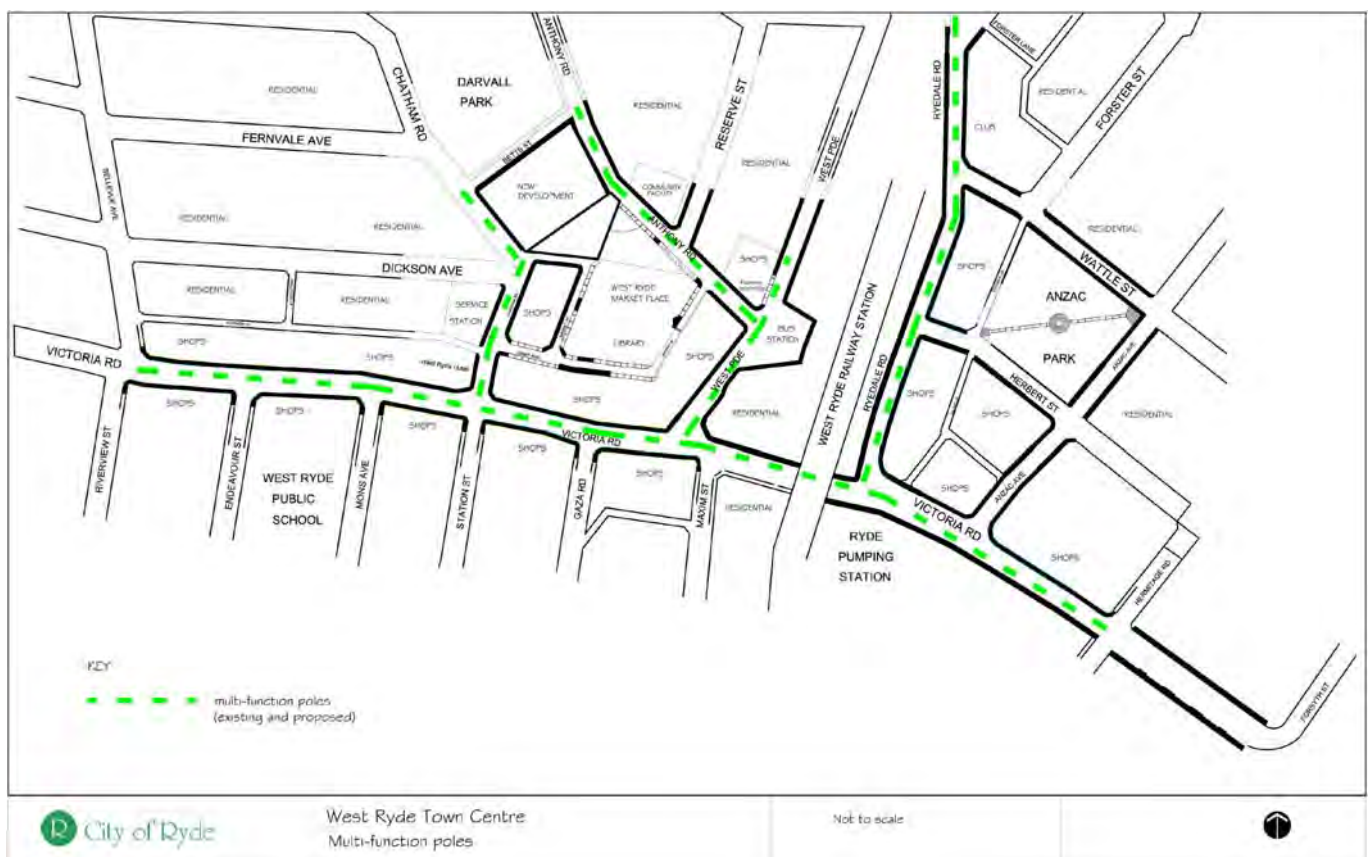 ANTHONY RD
RYEDALE RD
FORSTER LANE
CHATHAM RD
DARVALL
PARK
RESIDENTIAL
RESIDENTIAL
RESERVE ST
RESIDENTIAL
FORSTER ST
CLUB
FERNVALE AVE
BETTS ST
WEST PDE
RESIDENTIAL
NEW
DEVELOPMENT
COMMUNITY
FACILITY
RESIDENTIAL
RESIDENTIAL
ANTHONY RD
RESIDENTIAL
WATTLE ST
DICKSON AVE
SHOPS
SHOPS
RESIDENTIAL
RESIDENTIAL
SERVICE
STATION
SHOPS
WEST RYDE
MARKET PLACE
ANZAC
PARK
BUS
STATION
WEST RYDE RAILWAY STATION
LIBRARY
SHOPS
SHOPS
SHOPS
VICTORIA RD
WEST PDE
RYEDALE RD
ANZAC AVE
HERBERT ST
SHOPS
SHOPS
SHOPS
SHOPS
SHOPS
SHOPS
RESIDENTIAL
RESIDENTIAL
VICTORIA RD
SHOPS
SHOPS
RIVERVIEW ST
ENDEAVOUR ST
WEST RYDE
PUBLIC
SCHOOL
MONS AVE
STATION ST
GAZA RD
MAXIM ST
RESIDENTIAL
SHOPS
ANZAC AVE
VICTORIA RD
RYDE
PUMPING
STATION
SHOPS
HERMITAGE RD
FORSYTH ST
KEY
multi-function poles
(existing and proposed)
R City of Ryde
West Ryde Town Centre
Multi-function poles
Not to scale